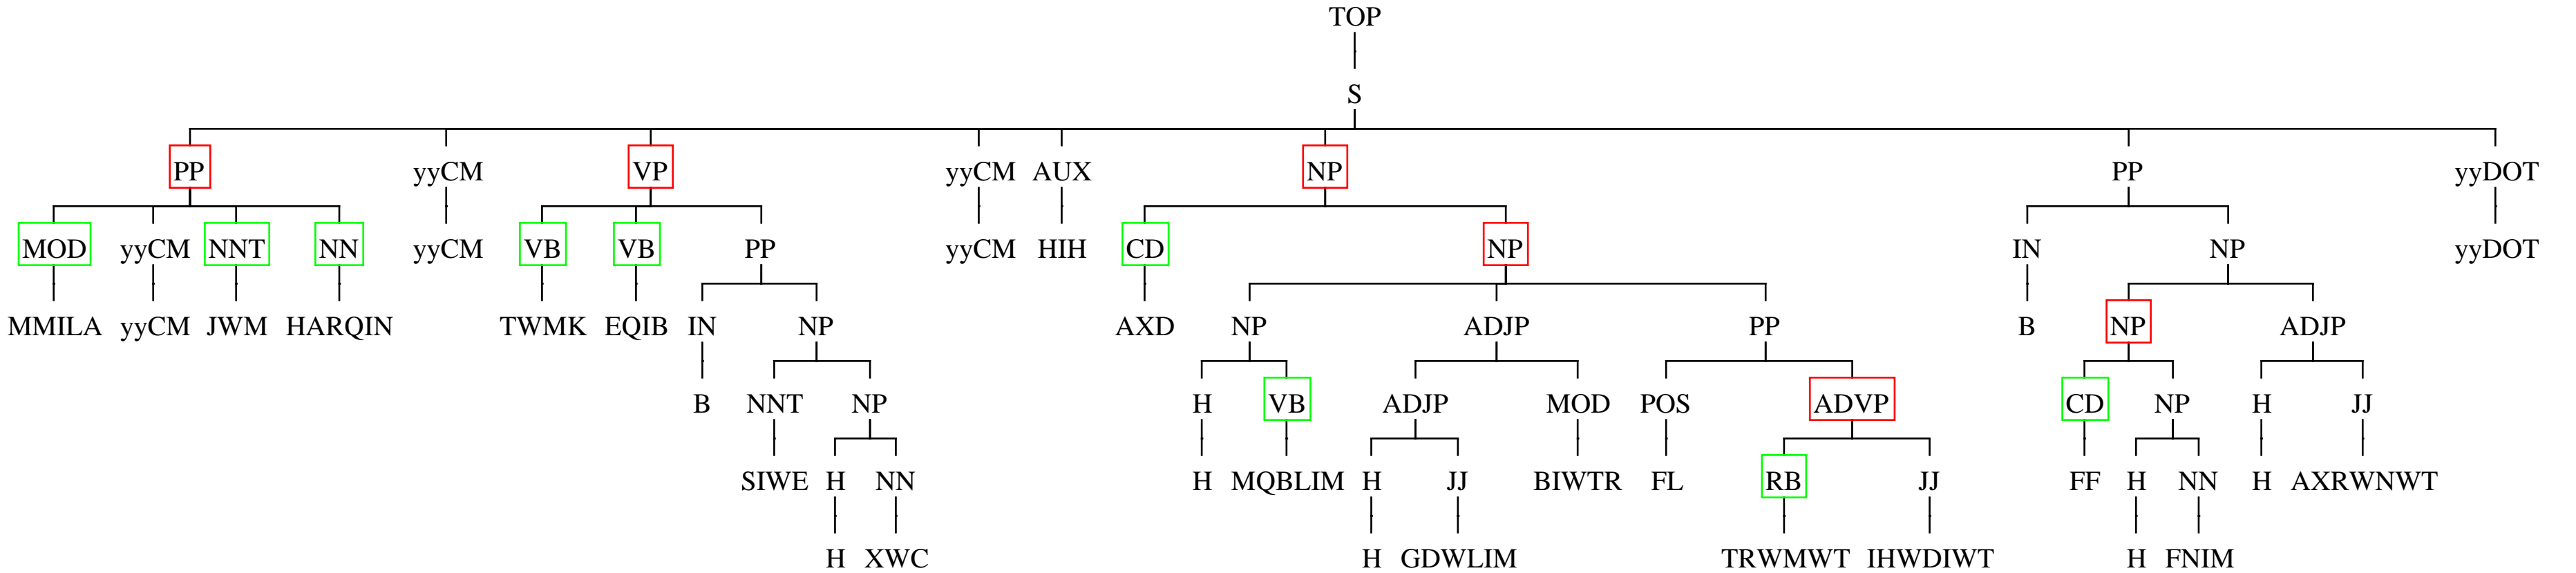 TOP
S
PP yyCM VP yyCM AUX NP PP yyDOT
MOD yyCM NNT NN yyCM VB VB PP yyCM HIH CD NP IN NP yyDOT
MMILA yyCM JWM HARQIN TWMK EQIB IN NP AXD NP ADJP PP B NP ADJP
B NNT NP H VB ADJP MOD POS ADVP CD NP H JJ
SIWE H NN H MQBLIM H JJ BIWTR FL RB JJ FF H NN H AXRWNWT
H XWC H GDWLIM TRWMWT IHWDIWT H FNIM